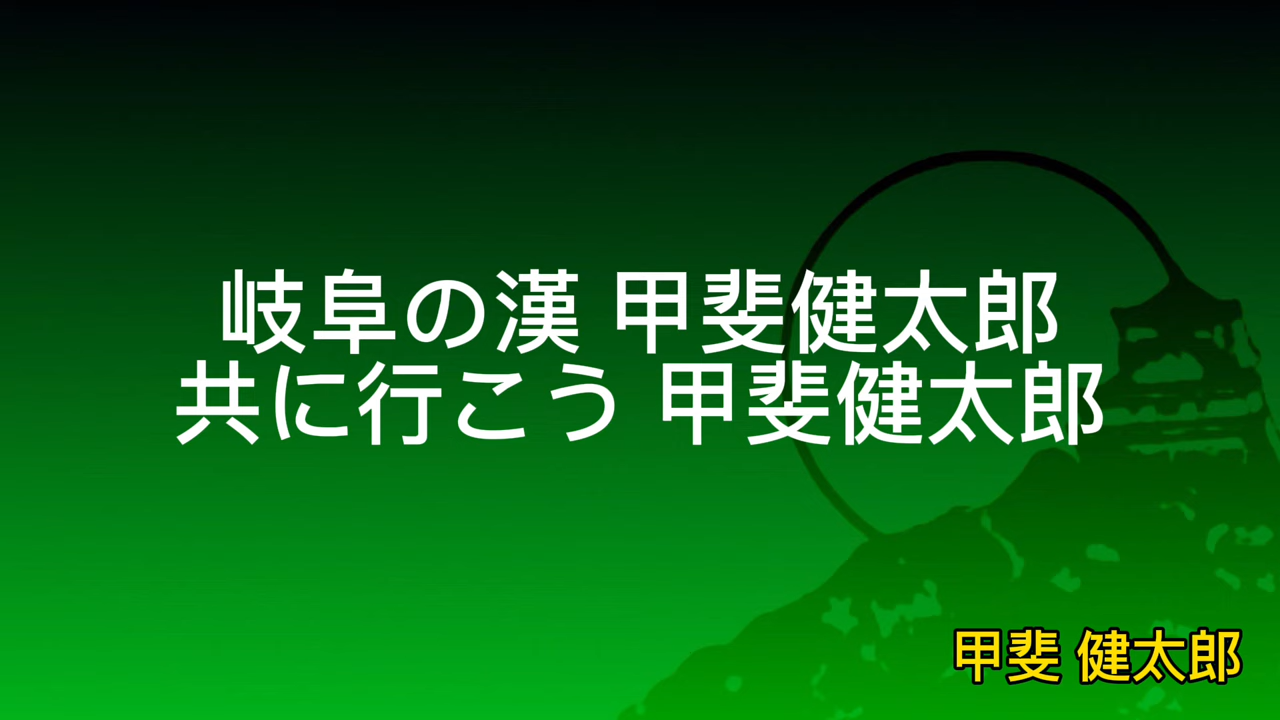 岐阜の漢 甲斐健太郎
共に行こう 甲斐健太郎
甲斐 健太郎